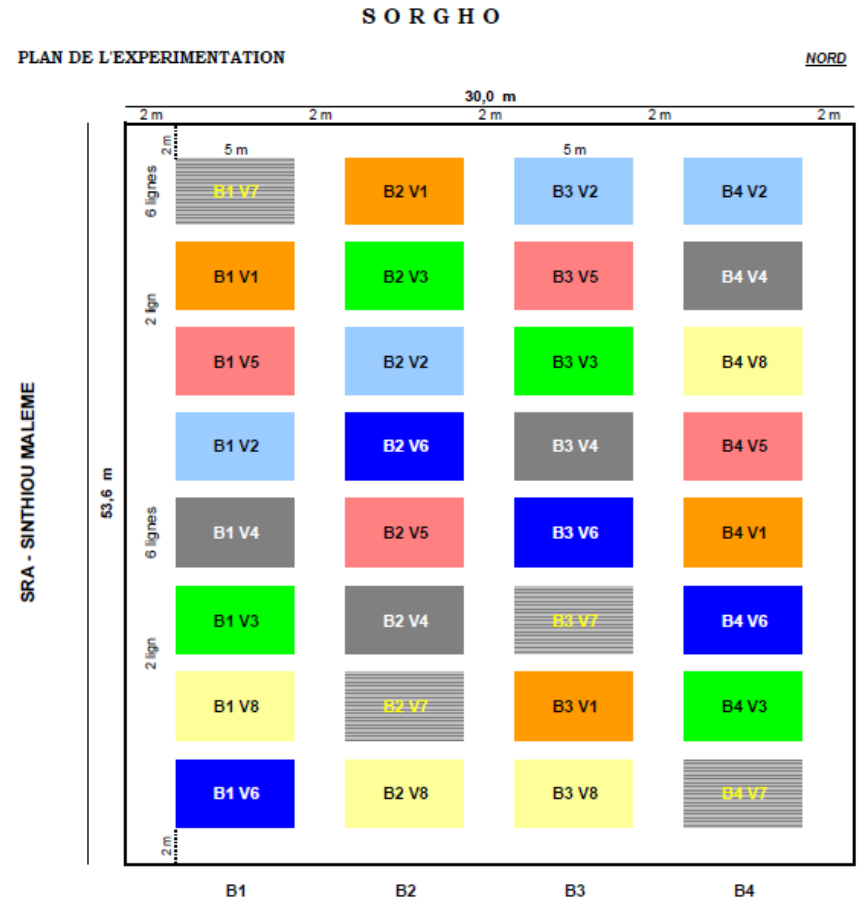 S O R G H O
PLAN DE L'EXPERIMENTATION
NORD
30,0 m
2 m 2 m 2 m 2 m 2 m
2 m
5 m 5 m
6 lignes
B1 V7 B2 V1 B3 V2 B4 V2
B1 V1 B2 V3 B3 V5 B4 V4
2 lign
B1 V5 B2 V2 B3 V3 B4 V8
B1 V2 B2 V6 B3 V4 B4 V5
SRA - SINTHIOU MALEME
53,6 m
6 lignes
B1 V4 B2 V5 B3 V6 B4 V1
B1 V3 B2 V4 B3 V7 B4 V6
2 lign
B1 V8 B2 V7 B3 V1 B4 V3
B1 V6 B2 V8 B3 V8 B4 V7
2 m
B1 B2 B3 B4